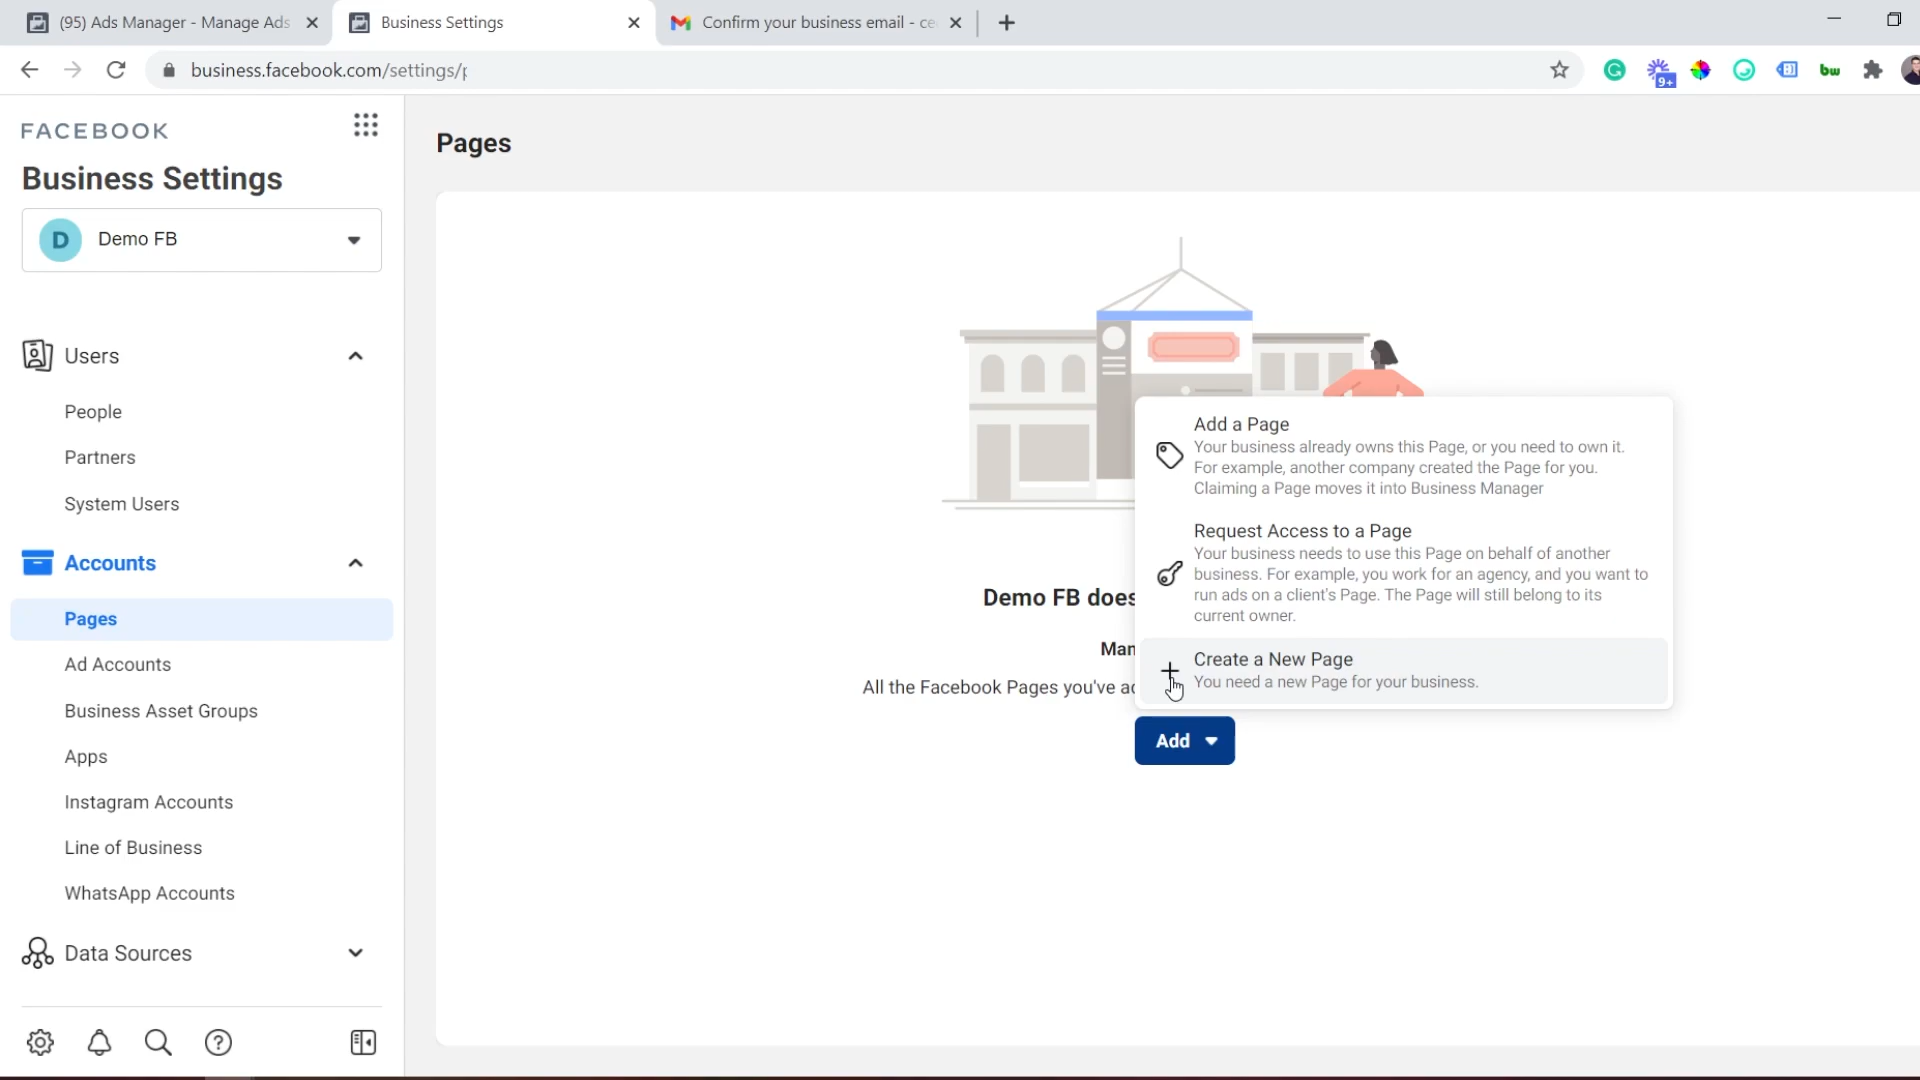 (95) Ads Manager - Manage Ads
Business Settings
Confirm your business email - ce
business.facebook.com/settings/p
9+
bw
FACEBOOK
Business Settings
D Demo FB
Users
People
Partners
System Users
Accounts
Pages
Ad Accounts
Business Asset Groups
Apps
Instagram Accounts
Line of Business
WhatsApp Accounts
Data Sources
Pages
Add a Page
Your business already owns this Page, or you need to own it.
For example, another company created the Page for you.
Claiming a Page moves it into Business Manager
Request Access to a Page
Your business needs to use this Page on behalf of another
business. For example, you work for an agency, and you want to
run ads on a client's Page. The Page will still belong to its
current owner.
Demo FB does
Man
Create a New Page
You need a new Page for your business.
All the Facebook Pages you've ad
Add